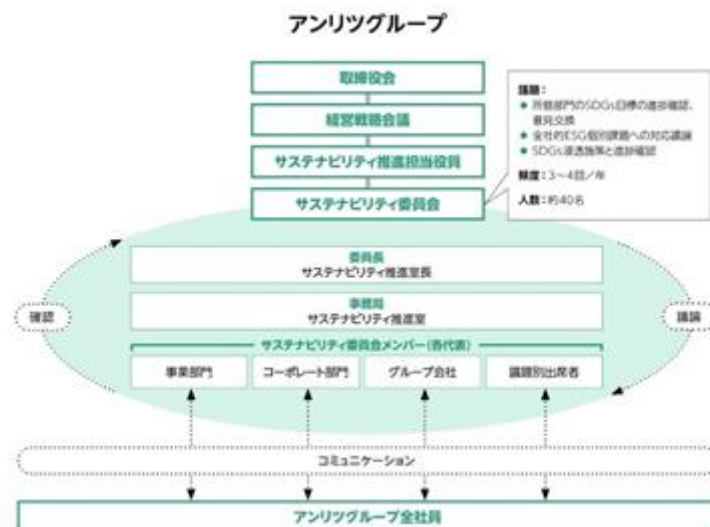 アンリツグループ
取締役会
経営戦略会議
サステナビリティ推進担当役員
サステナビリティ委員会
議題：
● 所管部門のSDGs目標の進捗確認、
意見交換
● 全社的ESG個別課題への対応議論
● SDGs浸透施策と進捗確認
頻度：3～4回／年
人数：約40名
委員長
サステナビリティ推進室長
事務局
サステナビリティ推進室
確認
議論
サステナビリティ委員会メンバー（各代表）
事業部門
コーポレート部門
グループ会社
議題別出席者
コミュニケーション
アンリツグループ全社員